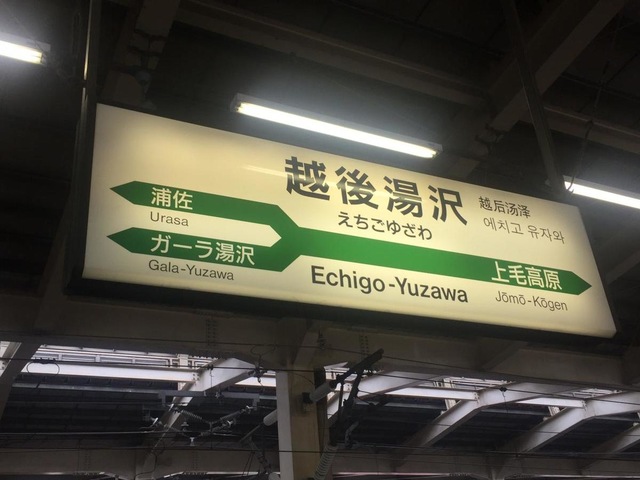 越後湯沢
えちごゆざわ
越后汤泽
에치고 유자와
浦佐
Urasa
ガーラ湯沢
Gala-Yuzawa
Echigo-Yuzawa
上毛高原
Jōmō-Kōgen